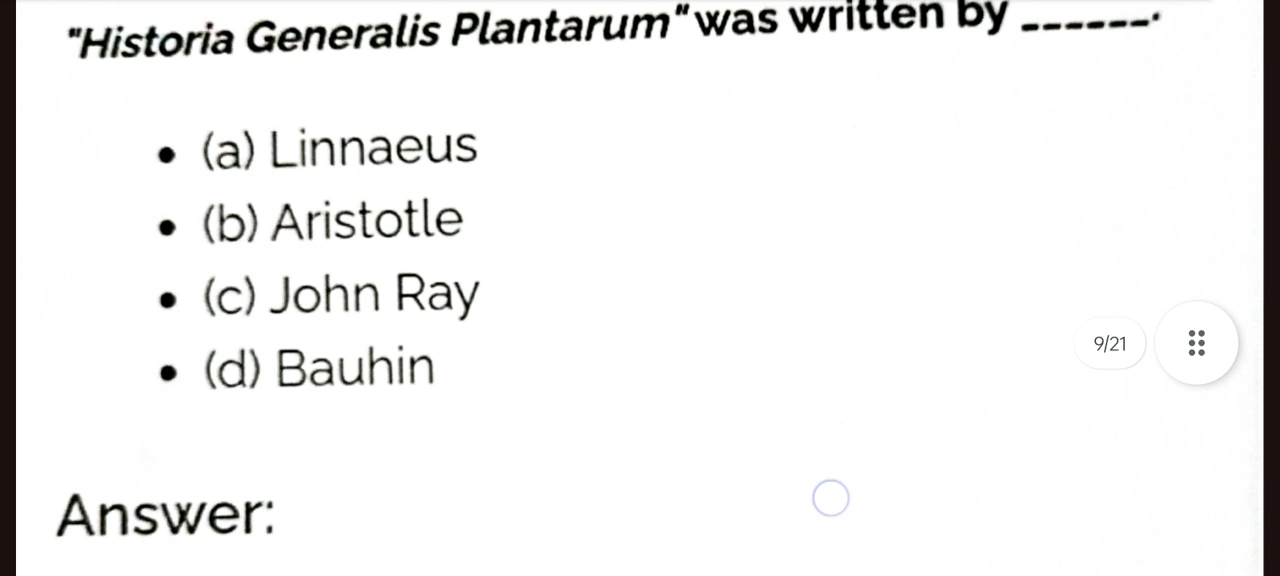 "Historia Generalis Plantarum" was written by ______.
• (a) Linnaeus
• (b) Aristotle
• (c) John Ray
• (d) Bauhin
9/21
Answer: